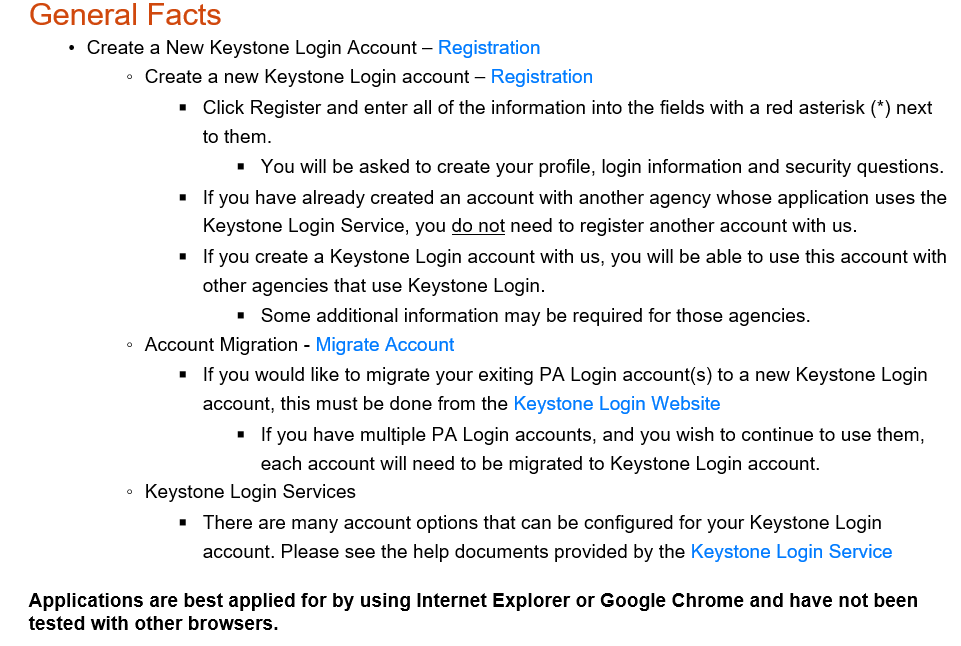 General Facts
• Create a New Keystone Login Account – Registration
◦ Create a new Keystone Login account – Registration
▪ Click Register and enter all of the information into the fields with a red asterisk (*) next
to them.
▪ You will be asked to create your profile, login information and security questions.
▪ If you have already created an account with another agency whose application uses the
Keystone Login Service, you do not need to register another account with us.
▪ If you create a Keystone Login account with us, you will be able to use this account with
other agencies that use Keystone Login.
▪ Some additional information may be required for those agencies.
◦ Account Migration - Migrate Account
▪ If you would like to migrate your exiting PA Login account(s) to a new Keystone Login
account, this must be done from the Keystone Login Website
▪ If you have multiple PA Login accounts, and you wish to continue to use them,
each account will need to be migrated to Keystone Login account.
◦ Keystone Login Services
▪ There are many account options that can be configured for your Keystone Login
account. Please see the help documents provided by the Keystone Login Service
Applications are best applied for by using Internet Explorer or Google Chrome and have not been
tested with other browsers.